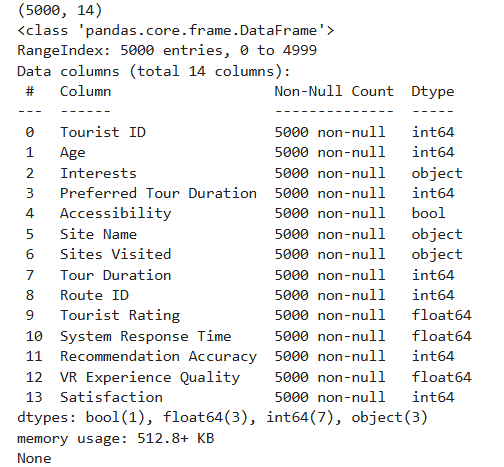 (5000, 14)
<class 'pandas.core.frame.DataFrame'>
RangeIndex: 5000 entries, 0 to 4999
Data columns (total 14 columns):
 #   Column                   Non-Null Count  Dtype
---  ------                   --------------  -----
 0   Tourist ID               5000 non-null   int64
 1   Age                      5000 non-null   int64
 2   Interests                5000 non-null   object
 3   Preferred Tour Duration  5000 non-null   int64
 4   Accessibility            5000 non-null   bool
 5   Site Name                5000 non-null   object
 6   Sites Visited            5000 non-null   object
 7   Tour Duration            5000 non-null   int64
 8   Route ID                 5000 non-null   int64
 9   Tourist Rating           5000 non-null   float64
 10  System Response Time     5000 non-null   float64
 11  Recommendation Accuracy  5000 non-null   int64
 12  VR Experience Quality    5000 non-null   float64
 13  Satisfaction             5000 non-null   int64
dtypes: bool(1), float64(3), int64(7), object(3)
memory usage: 512.8+ KB
None